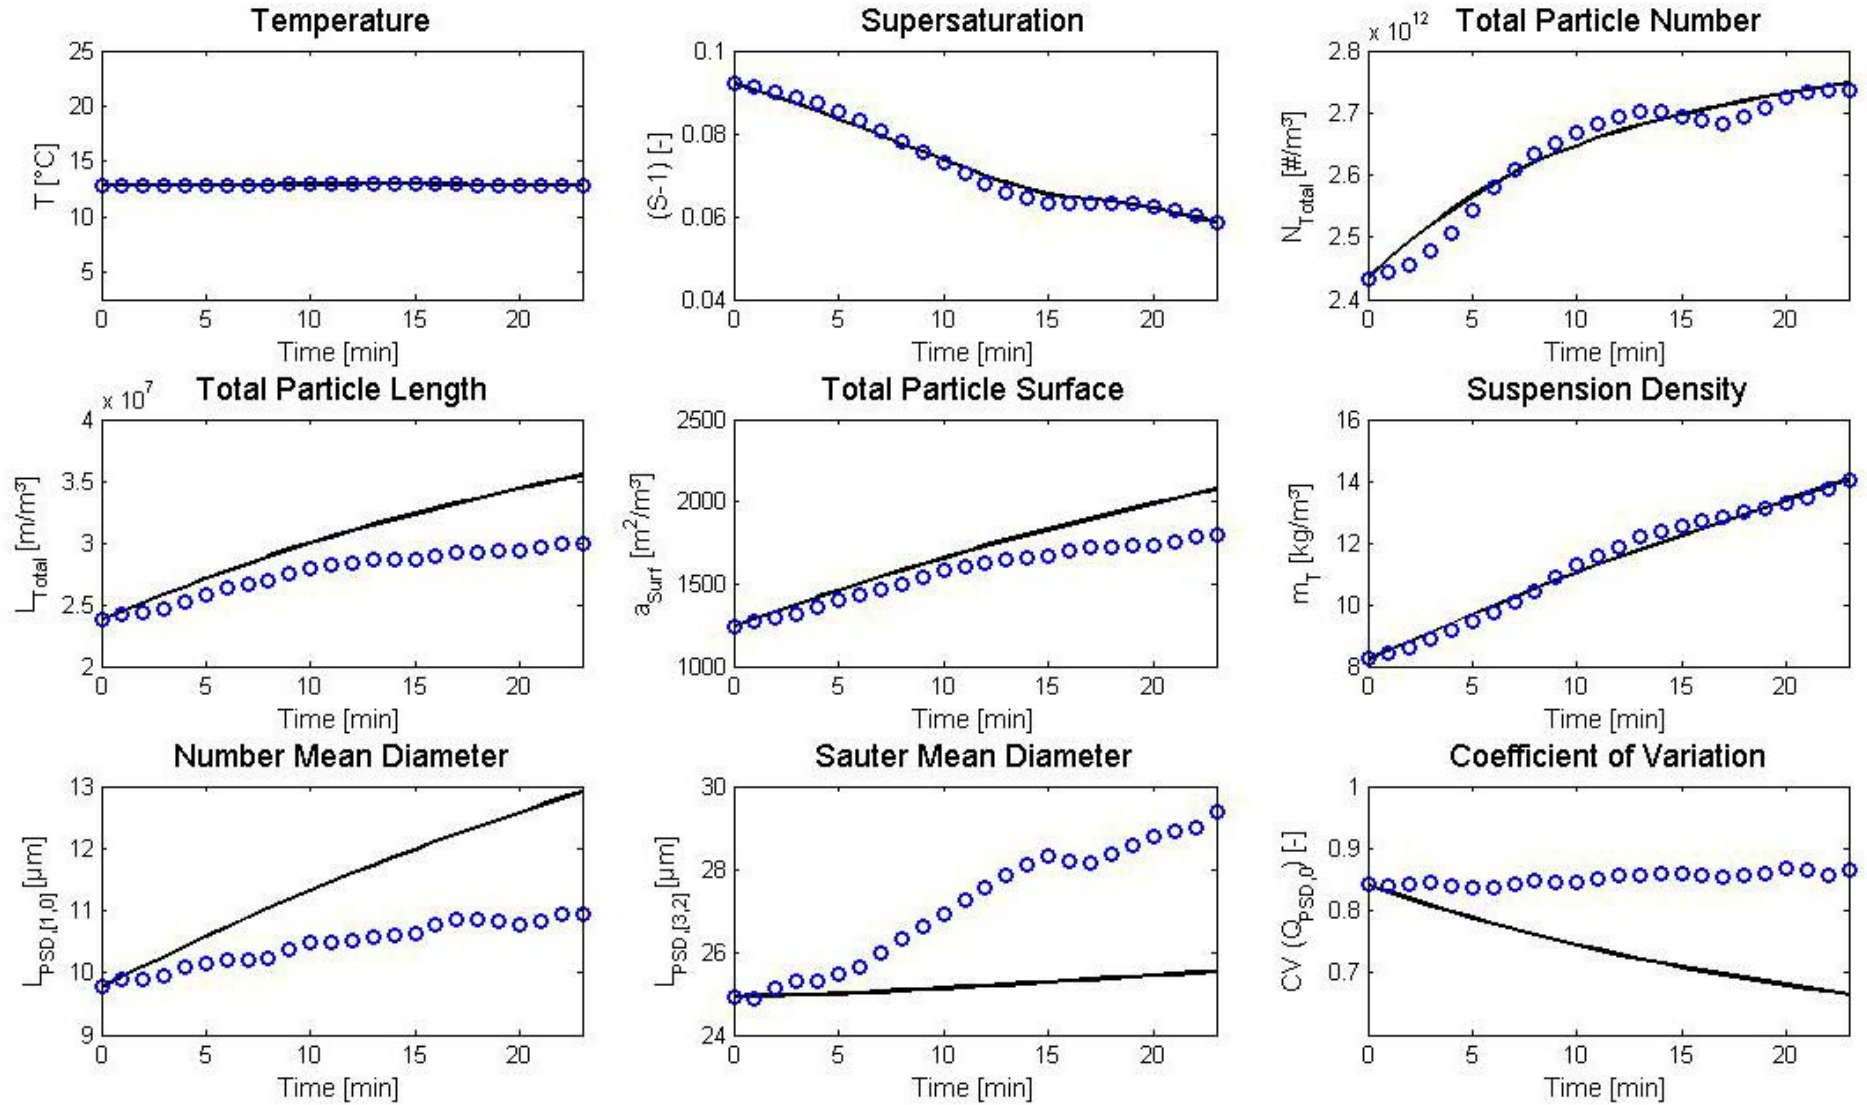 Temperature
25
20
15
10
5
T [°C]
0 5 10 15 20
Time [min]
Supersaturation
0.1
0.08
0.06
0.04
(S-1) [-]
0 5 10 15 20
Time [min]
Total Particle Number
x 10¹²
2.8
2.7
2.6
2.5
2.4
N_Total [#/m³]
0 5 10 15 20
Time [min]
Total Particle Length
x 10⁷
4
3.5
3
2.5
2
L_Total [m/m³]
0 5 10 15 20
Time [min]
Total Particle Surface
2500
2000
1500
1000
a_Surf [m²/m³]
0 5 10 15 20
Time [min]
Suspension Density
16
14
12
10
8
m_T [kg/m³]
0 5 10 15 20
Time [min]
Number Mean Diameter
13
12
11
10
9
L_PSD,[1,0] [µm]
0 5 10 15 20
Time [min]
Sauter Mean Diameter
30
28
26
24
L_PSD,[3,2] [µm]
0 5 10 15 20
Time [min]
Coefficient of Variation
1
0.9
0.8
0.7
CV (Q_PSD,0) [-]
0 5 10 15 20
Time [min]